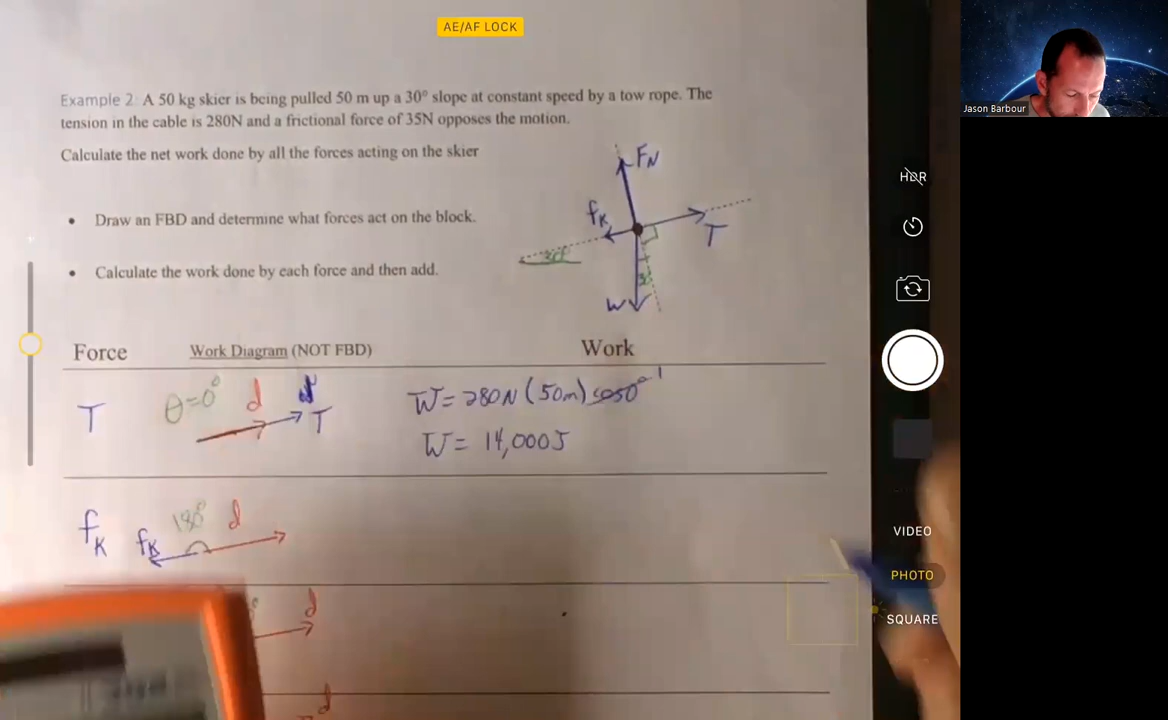 AE/AF LOCK
Jason Barbour
Example 2: A 50 kg skier is being pulled 50 m up a 30° slope at constant speed by a tow rope. The
tension in the cable is 280N and a frictional force of 35N opposes the motion.
Calculate the net work done by all the forces acting on the skier
• Draw an FBD and determine what forces act on the block.
• Calculate the work done by each force and then add.
FN
fK
T
30°
W
HDR
Force Work Diagram (NOT FBD) Work
T θ=0° d T W = 280N (50m) cos0° 1
W = 14,000J
fK fK 180° d
d
d
VIDEO
PHOTO
SQUARE